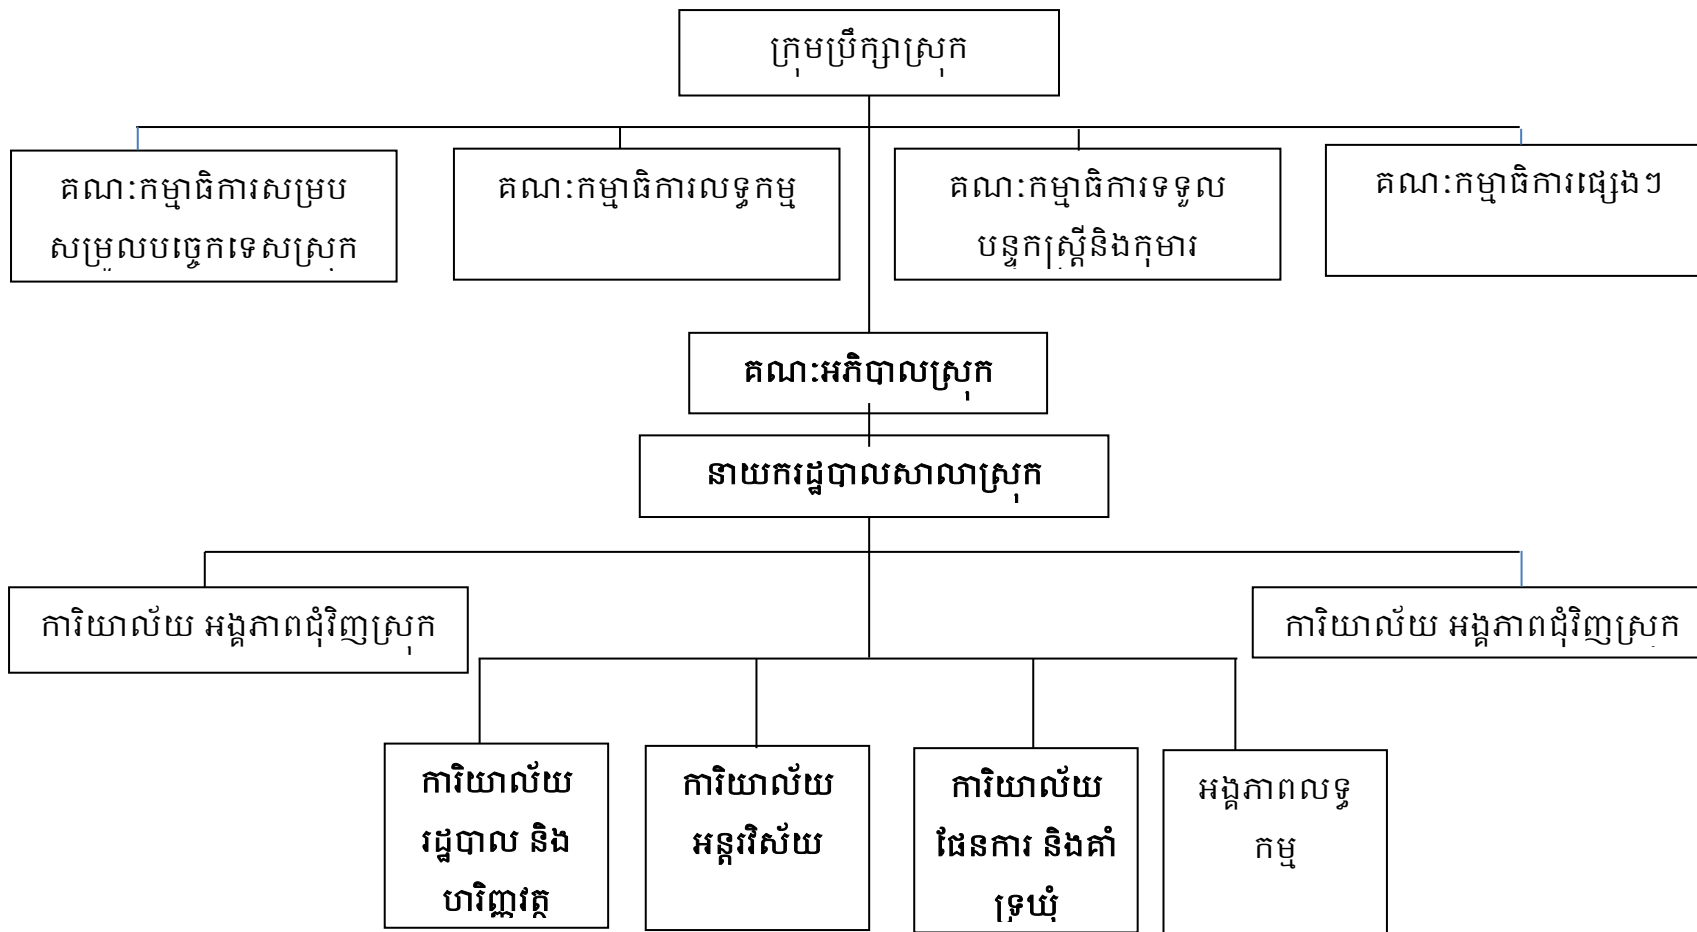 ក្រុមប្រឹក្សាស្រុក
គណៈកម្មាធិការសម្រប
សម្រួលបច្ចេកទេសស្រុក
គណៈកម្មាធិការលទ្ធកម្ម
គណៈកម្មាធិការទទួល
បន្ទុកស្ត្រីនិងកុមារ
គណៈកម្មាធិការផ្សេងៗ
គណៈអភិបាលស្រុក
នាយករដ្ឋបាលសាលាស្រុក
ការិយាល័យ អង្គភាពជុំវិញស្រុក
ការិយាល័យ អង្គភាពជុំវិញស្រុក
ការិយាល័យ
រដ្ឋបាល និង
ហរិញ្ញវត្ថុ
ការិយាល័យ
អន្តរវិស័យ
ការិយាល័យ
ផែនការ និងគាំ
ទ្រឃុំ
អង្គភាពលទ្ធ
កម្ម